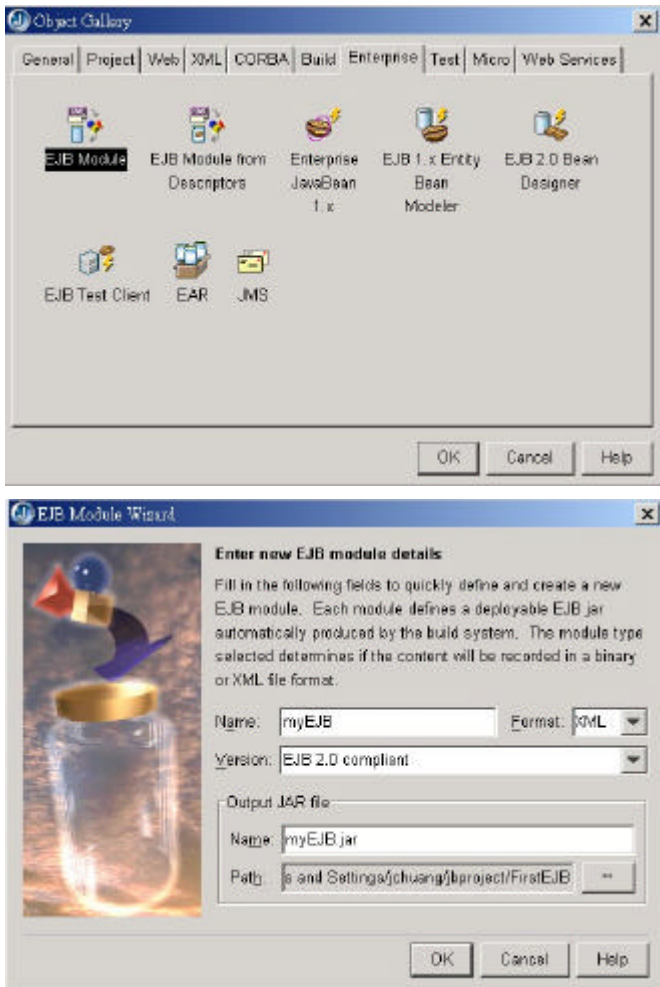 Object Gallery
General Project Web XML CORBA Build Enterprise Test Micro Web Services
EJB Module
EJB Module from Descriptors
Enterprise JavaBean 1.x
EJB 1.x Entity Bean Modeler
EJB 2.0 Bean Designer
EJB Test Client
EAR
JMS
OK Cancel Help
EJB Module Wizard
Enter new EJB module details
Fill in the following fields to quickly define and create a new
EJB module. Each module defines a deployable EJB jar
automatically produced by the build system. The module type
selected determines if the content will be recorded in a binary
or XML file format.
Name: myEJB Format: XML
Version: EJB 2.0 compliant
Output JAR file
Name: myEJB.jar
Path: s and Settings/jchuang/jbproject/FirstEJB ...
OK Cancel Help